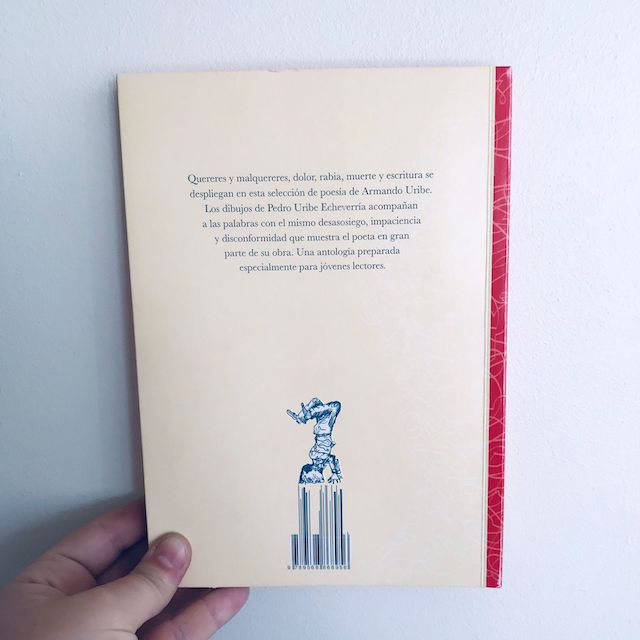 Quereres y malquereres, dolor, rabia, muerte y escritura se
despliegan en esta selección de poesía de Armando Uribe.
Los dibujos de Pedro Uribe Echeverría acompañan
a las palabras con el mismo desasosiego, impaciencia
y disconformidad que muestra el poeta en gran
parte de su obra. Una antología preparada
especialmente para jóvenes lectores.